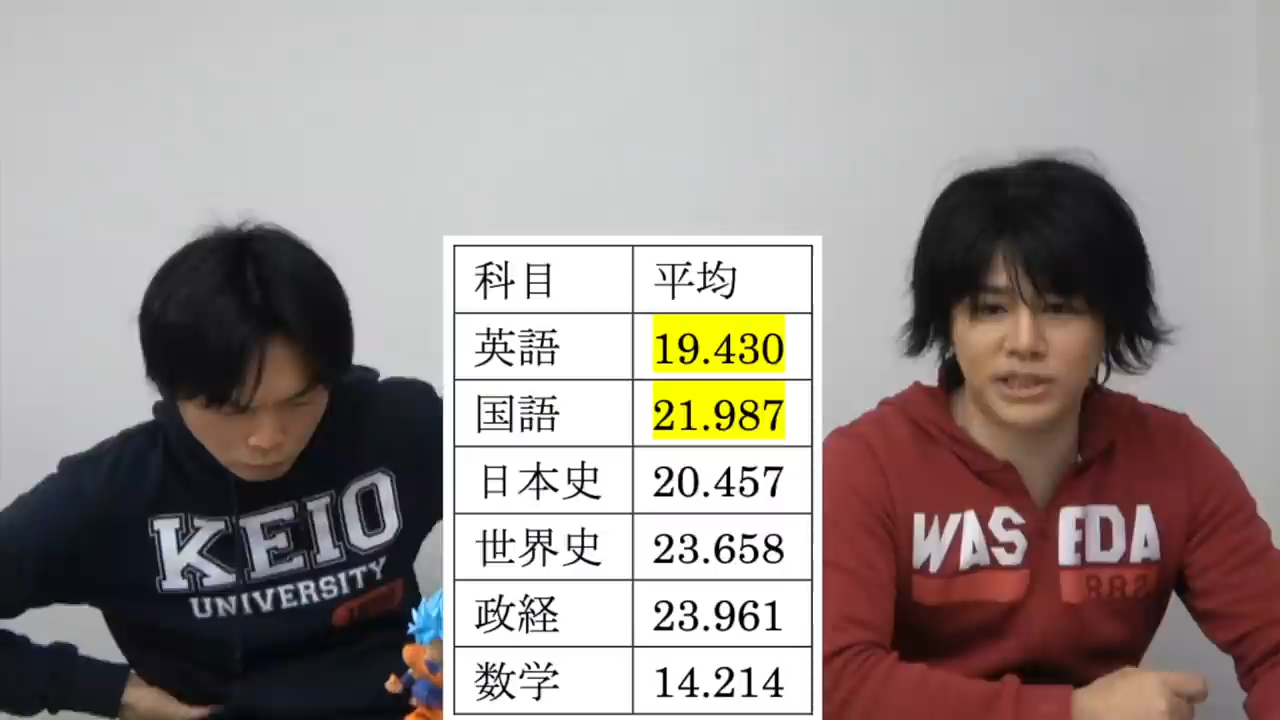 科目 平均
英語 19.430
国語 21.987
日本史 20.457
世界史 23.658
政経 23.961
数学 14.214
KEIO
UNIVERSITY
WASEDA